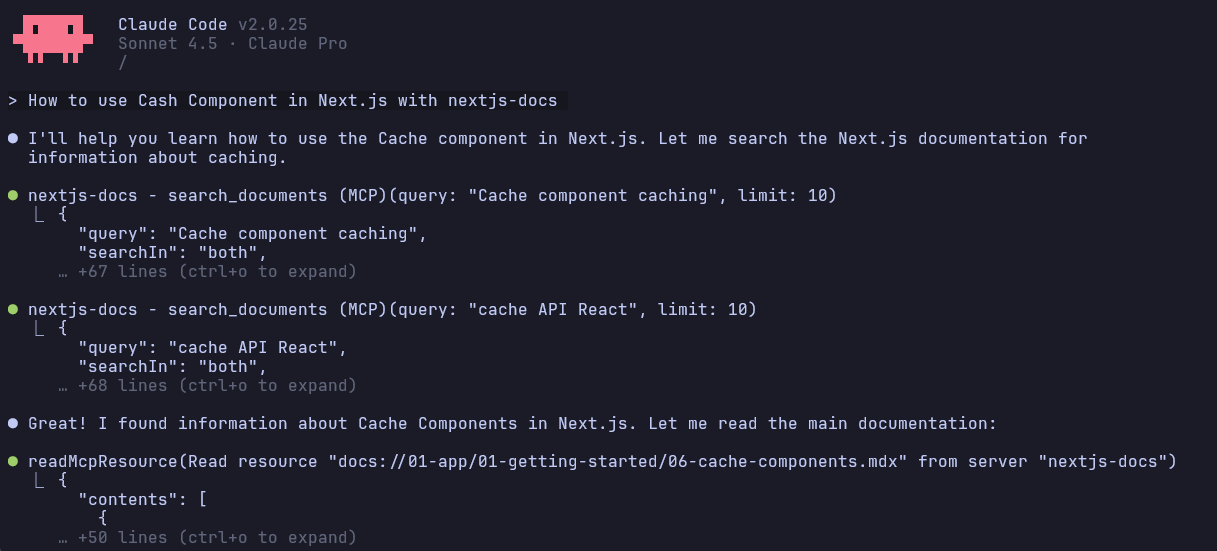 Claude Code v2.0.25
Sonnet 4.5 · Claude Pro
/
> How to use Cash Component in Next.js with nextjs-docs
● I'll help you learn how to use the Cache component in Next.js. Let me search the Next.js documentation for
information about caching.
● nextjs-docs - search_documents (MCP)(query: "Cache component caching", limit: 10)
⎿ {
"query": "Cache component caching",
"searchIn": "both",
… +67 lines (ctrl+o to expand)
● nextjs-docs - search_documents (MCP)(query: "cache API React", limit: 10)
⎿ {
"query": "cache API React",
"searchIn": "both",
… +68 lines (ctrl+o to expand)
● Great! I found information about Cache Components in Next.js. Let me read the main documentation:
● readMcpResource(Read resource "docs://01-app/01-getting-started/06-cache-components.mdx" from server "nextjs-docs")
⎿ {
"contents": [
{
… +50 lines (ctrl+o to expand)